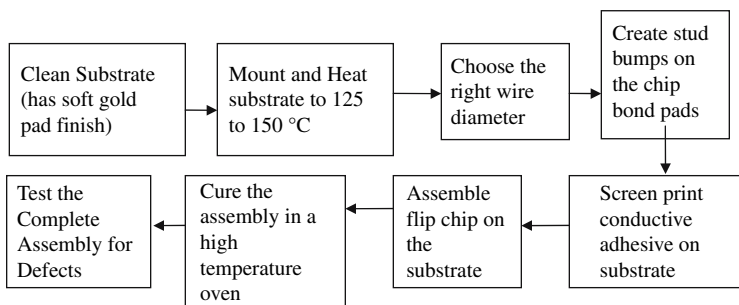 Clean Substrate
(has soft gold
pad finish)
Mount and Heat
substrate to 125
to 150 °C
Choose the
right wire
diameter
Create stud
bumps on
the chip
bond pads
Screen print
conductive
adhesive on
substrate
Assemble
flip chip on
the
substrate
Cure the
assembly in a
high
temperature
oven
Test the
Complete
Assembly for
Defects